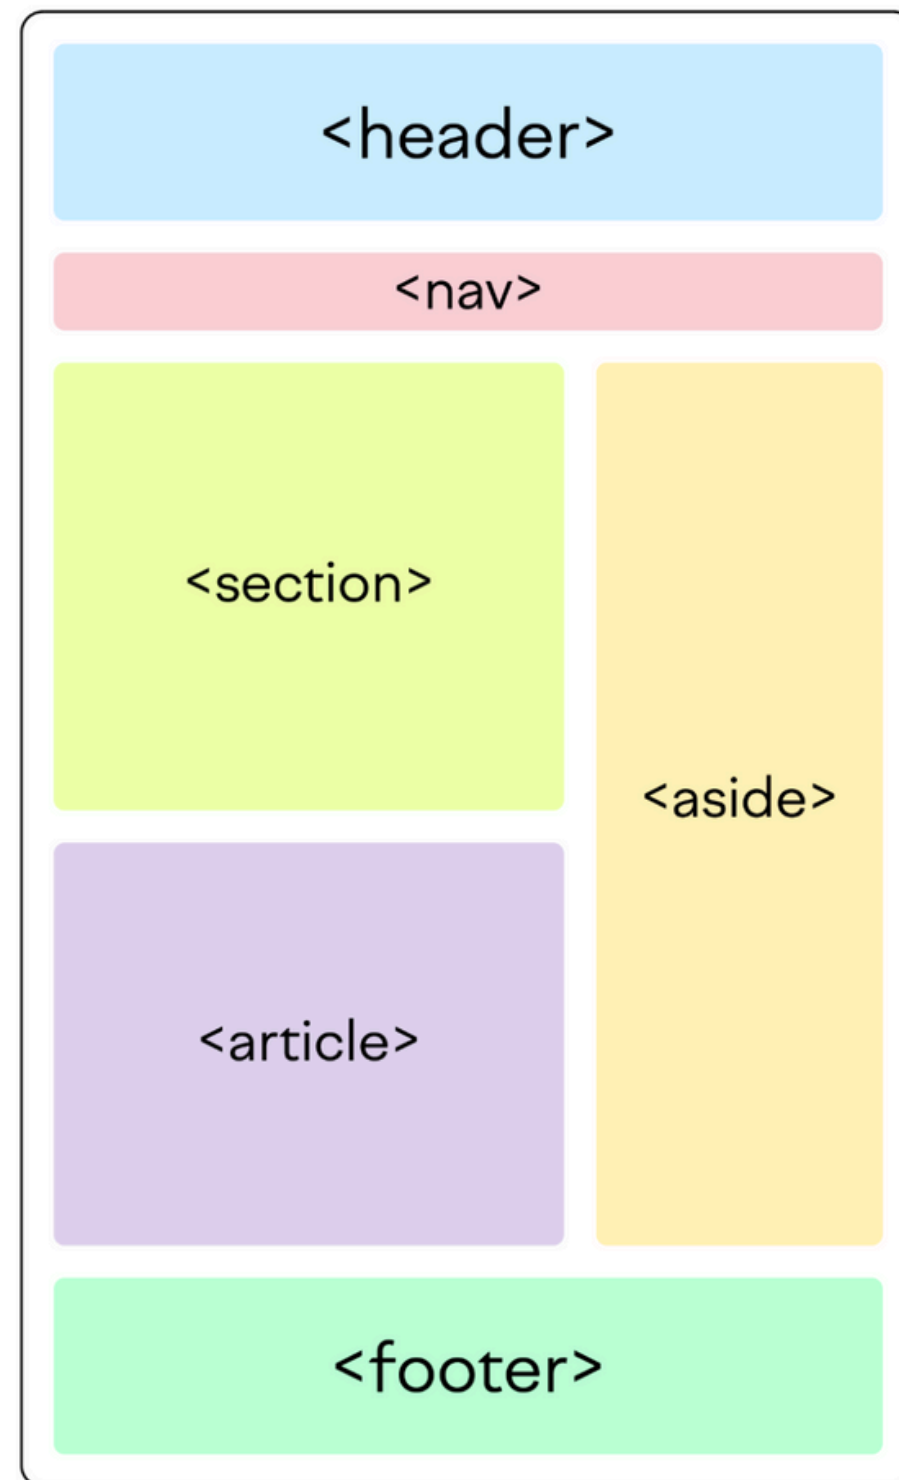 <header>
<nav>
<section>
<aside>
<article>
<footer>